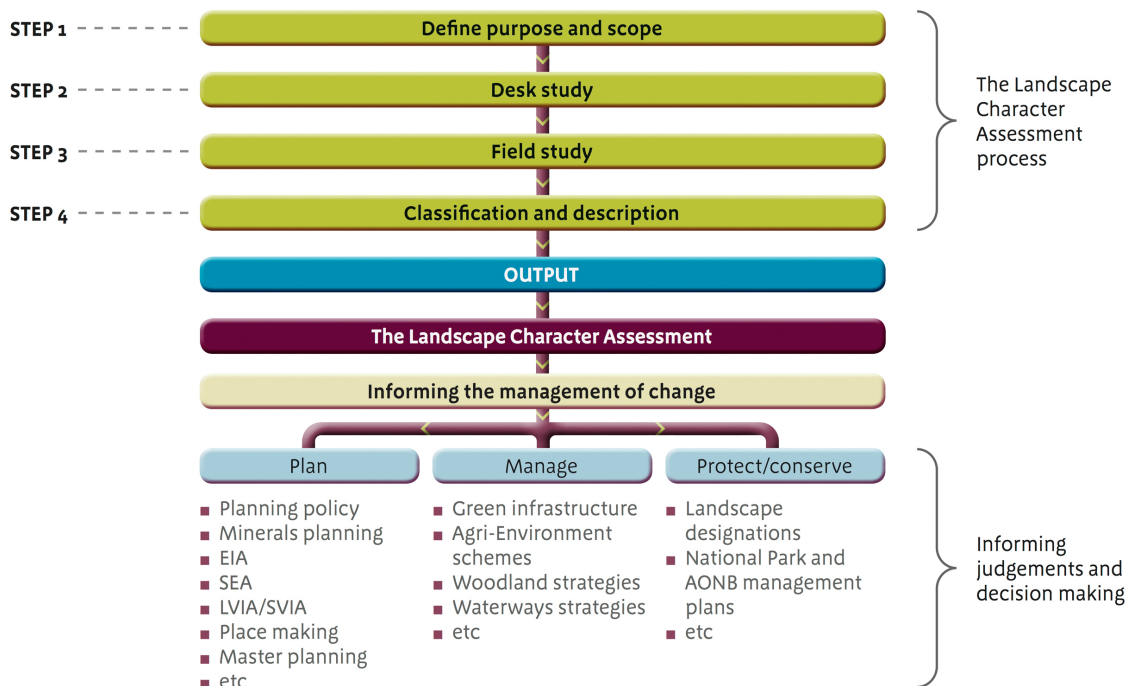 STEP 1
Define purpose and scope
STEP 2
Desk study
STEP 3
Field study
STEP 4
Classification and description
The Landscape
Character
Assessment
process
OUTPUT
The Landscape Character Assessment
Informing the management of change
Plan
Planning policy
Minerals planning
EIA
SEA
LVIA/SVIA
Place making
Master planning
etc
Manage
Green infrastructure
Agri-Environment
schemes
Woodland strategies
Waterways strategies
etc
Protect/conserve
Landscape
designations
National Park and
AONB management
plans
etc
Informing
judgements and
decision making